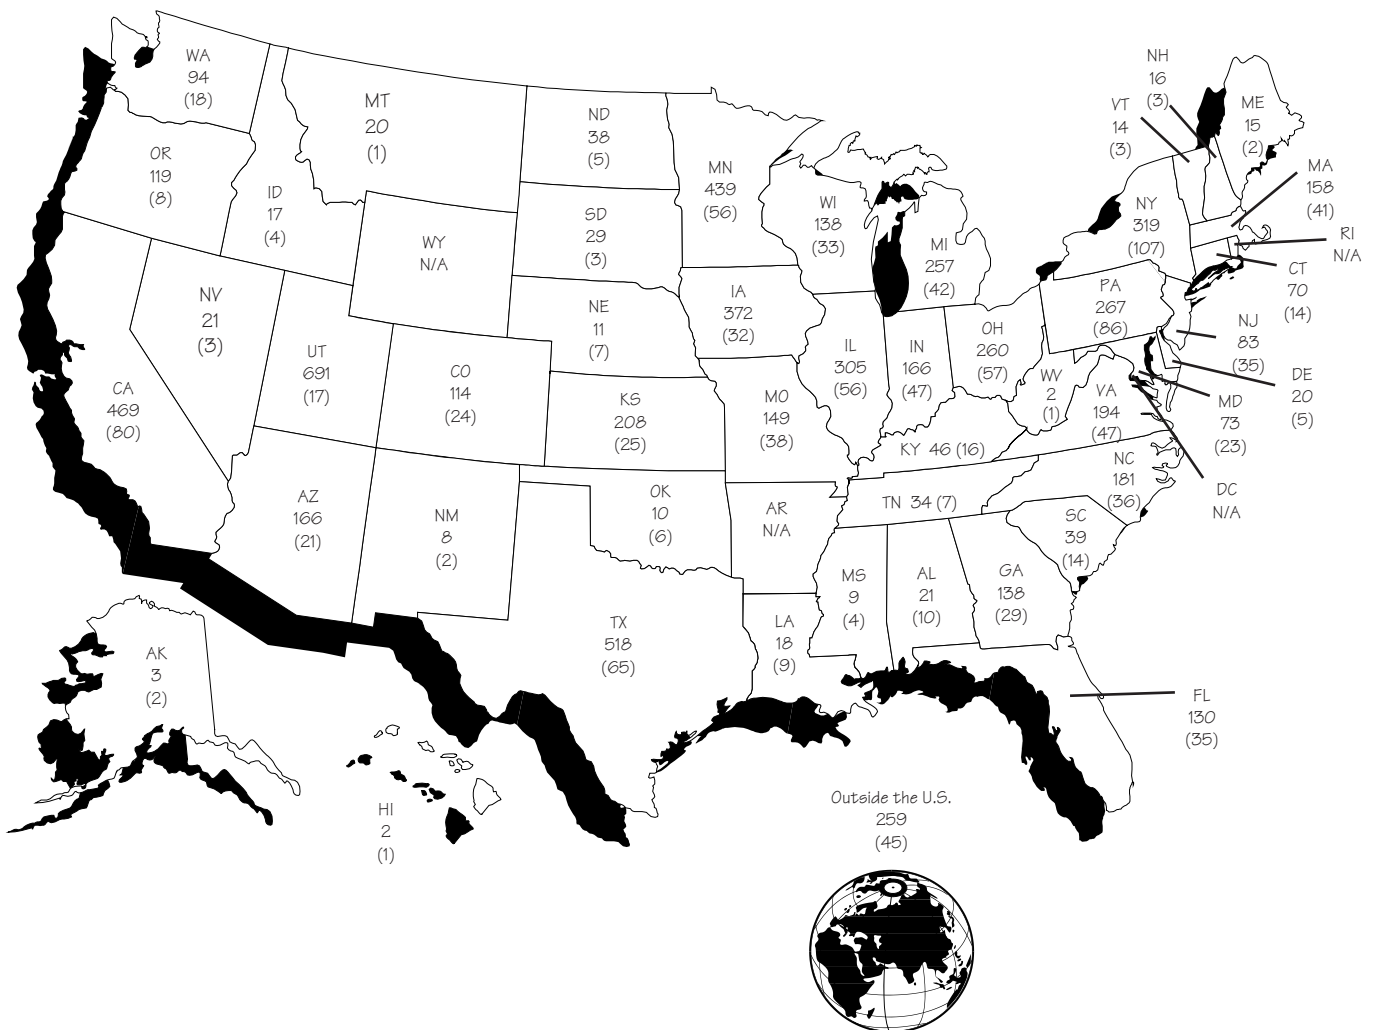 WA
94
(18)
MT
20
(1)
ND
38
(5)
NH
16
(3)
VT
14
(3)
ME
15
(2)
OR
119
(8)
ID
17
(4)
MN
439
(56)
MA
158
(41)
SD
29
(3)
WI
138
(33)
NY
319
(107)
RI
N/A
WY
N/A
MI
257
(42)
CT
70
(14)
NV
21
(3)
NE
11
(7)
IA
372
(32)
PA
267
(86)
NJ
83
(35)
UT
691
(17)
CO
114
(24)
IL
305
(56)
IN
166
(47)
OH
260
(57)
WV
2
(1)
DE
20
(5)
CA
469
(80)
KS
208
(25)
MO
149
(38)
VA
194
(47)
MD
73
(23)
KY 46 (16)
NC
181
(36)
DC
N/A
AZ
166
(21)
NM
8
(2)
OK
10
(6)
AR
N/A
TN 34 (7)
SC
39
(14)
MS
9
(4)
AL
21
(10)
GA
138
(29)
TX
518
(65)
LA
18
(9)
AK
3
(2)
FL
130
(35)
HI
2
(1)
Outside the U.S.
259
(45)